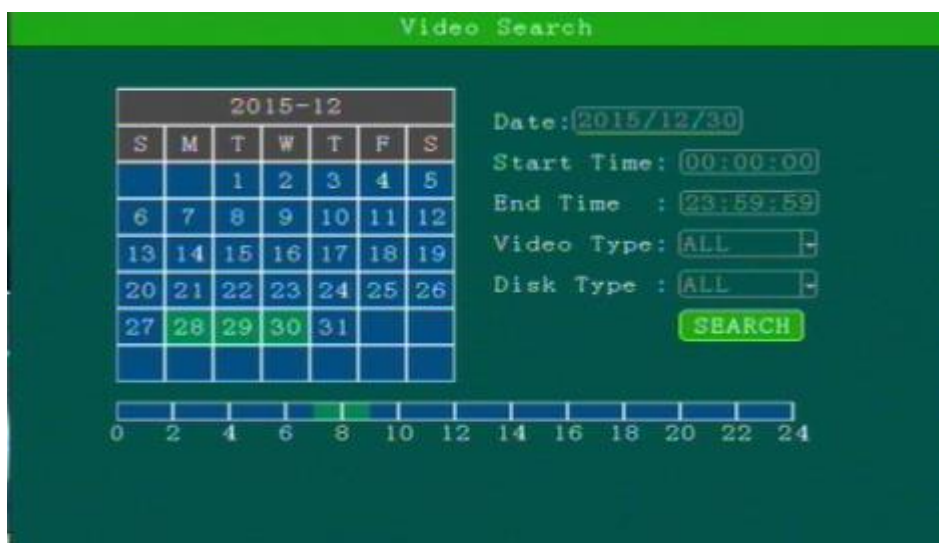 Video Search
2015-12
S M T W T F S
1 2 3 4 5
6 7 8 9 10 11 12
13 14 15 16 17 18 19
20 21 22 23 24 25 26
27 28 29 30 31
Date:2015/12/30
Start Time:00:00:00
End Time :23:59:59
Video Type:ALL
Disk Type :ALL
SEARCH
0 2 4 6 8 10 12 14 16 18 20 22 24